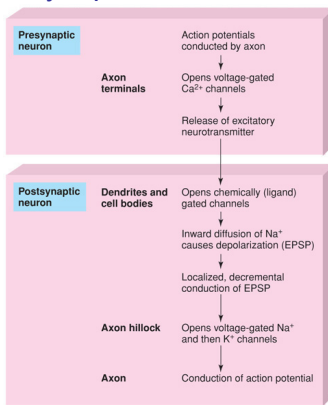 Presynaptic
neuron
Action potentials
conducted by axon
Axon
terminals
Opens voltage-gated
Ca2+ channels
Release of excitatory
neurotransmitter
Postsynaptic
neuron
Dendrites and
cell bodies
Opens chemically (ligand)
gated channels
Inward diffusion of Na+
causes depolarization (EPSP)
Localized, decremental
conduction of EPSP
Axon hillock
Opens voltage-gated Na+
and then K+ channels
Axon
Conduction of action potential